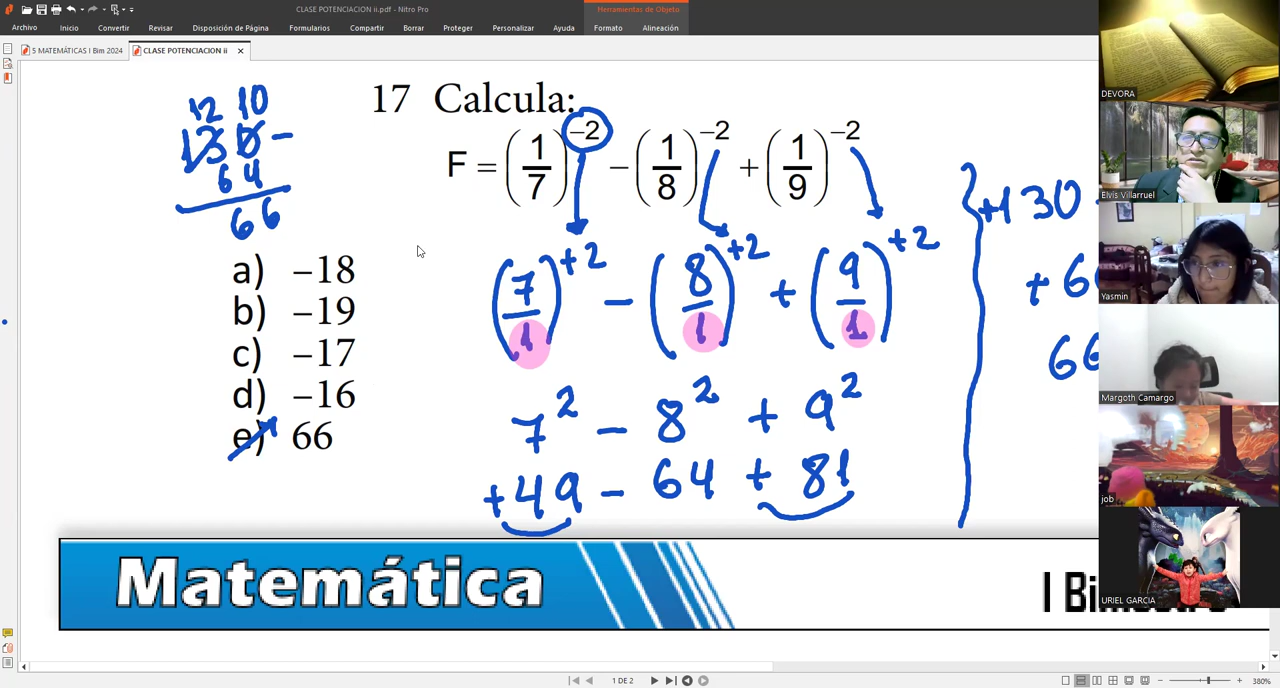 CLASE POTENCIACION ii.pdf - Nitro Pro
Herramientas de Objeto
Archivo Inicio Convertir Revisar Disposición de Página Formularios Compartir Borrar Proteger Personalizar Ayuda Formato Alineación
5 MATEMÁTICAS I Bim 2024 CLASE POTENCIACION ii
17 Calcula:
F = (1/7)^−2 − (1/8)^−2 + (1/9)^−2
12 10
130 −
64
66
(7/1)^+2 − (8/1)^+2 + (9/1)^+2
7^2 − 8^2 + 9^2
+49 − 64 + 81
+130
+66
66
a) −18
b) −19
c) −17
d) −16
e) 66
Matemática
I Bi
DEVORA
Elvis Villarruel
Yasmin
Margoth Camargo
job
URIEL GARCIA
1 DE 2
380%